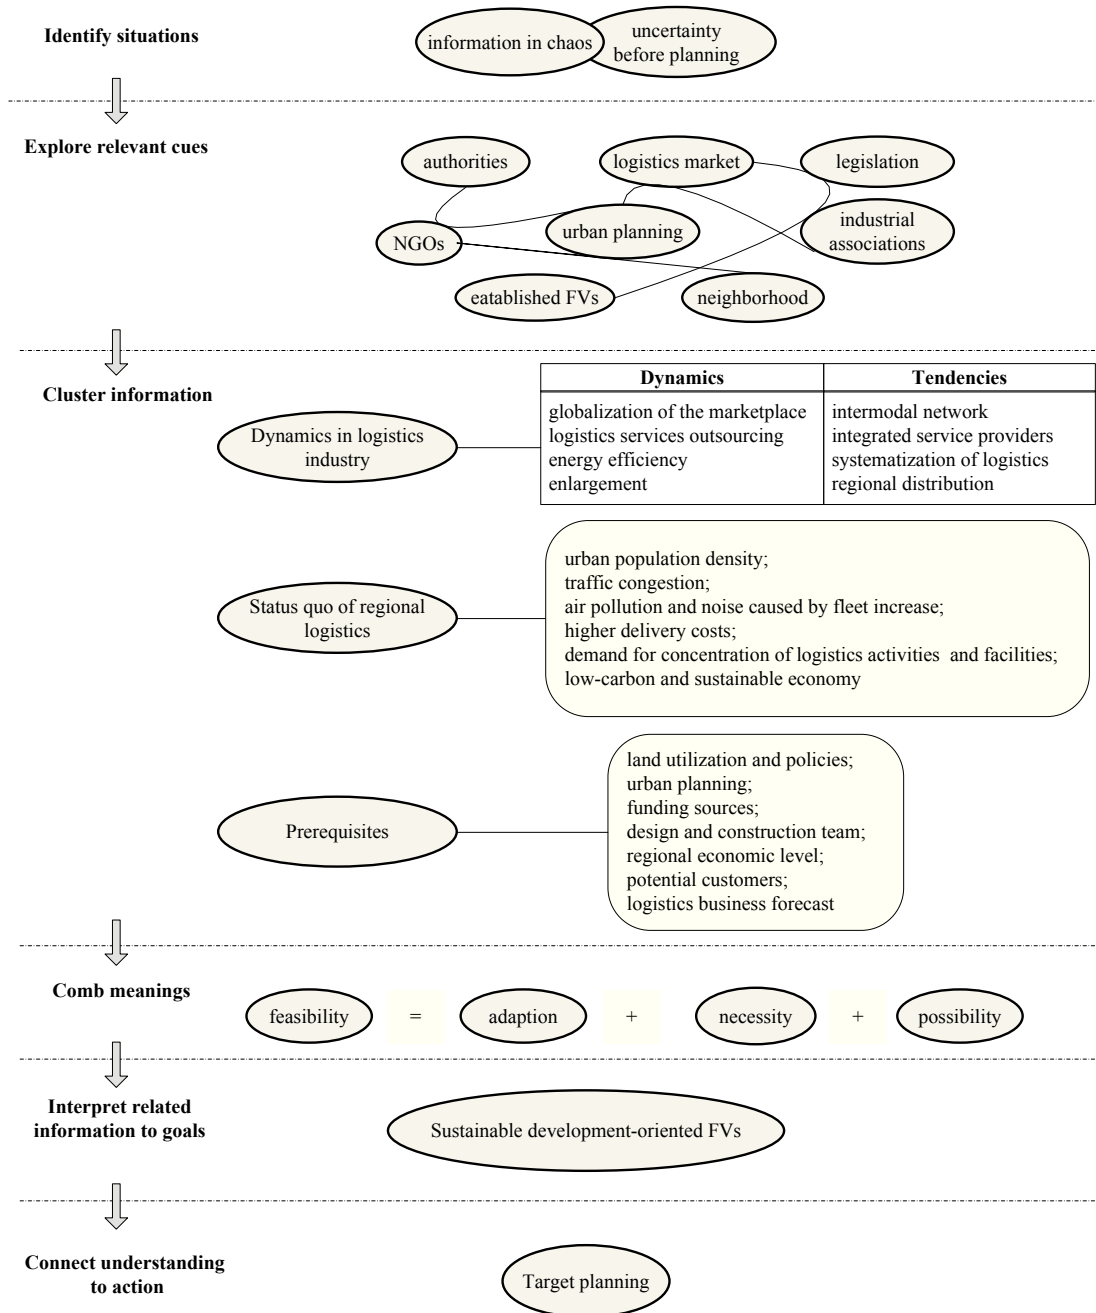 Identify situations
information in chaos
uncertainty
before planning
Explore relevant cues
authorities
logistics market
legislation
NGOs
urban planning
industrial
associations
eatablished FVs
neighborhood
Cluster information
Dynamics
Tendencies
Dynamics in logistics
industry
globalization of the marketplace
logistics services outsourcing
energy efficiency
enlargement
intermodal network
integrated service providers
systematization of logistics
regional distribution
Status quo of regional
logistics
urban population density;
traffic congestion;
air pollution and noise caused by fleet increase;
higher delivery costs;
demand for concentration of logistics activities and facilities;
low-carbon and sustainable economy
Prerequisites
land utilization and policies;
urban planning;
funding sources;
design and construction team;
regional economic level;
potential customers;
logistics business forecast
Comb meanings
feasibility = adaption + necessity + possibility
Interpret related
information to goals
Sustainable development-oriented FVs
Connect understanding
to action
Target planning